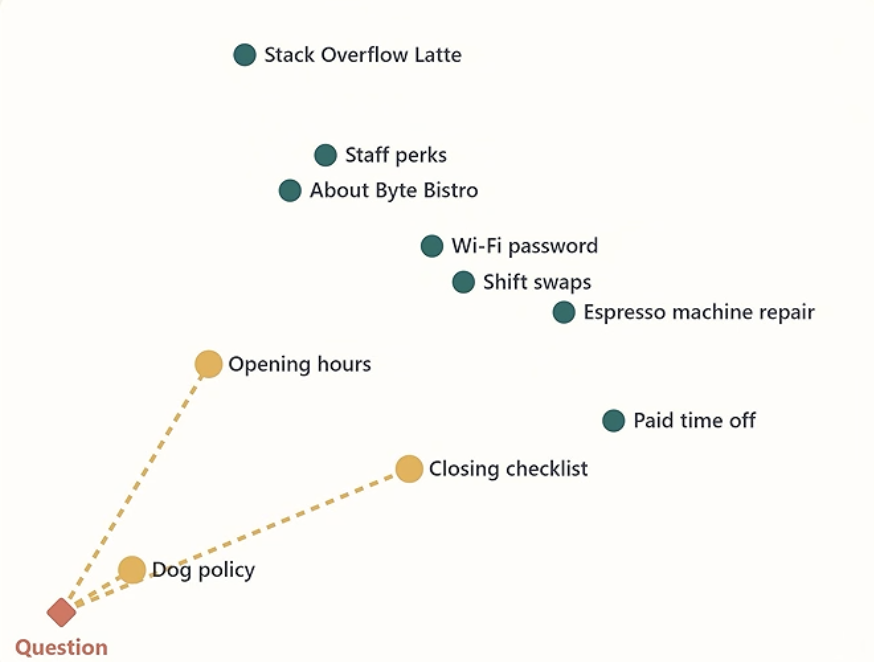 Stack Overflow Latte
Staff perks
About Byte Bistro
Wi-Fi password
Shift swaps
Espresso machine repair
Opening hours
Paid time off
Closing checklist
Dog policy
Question